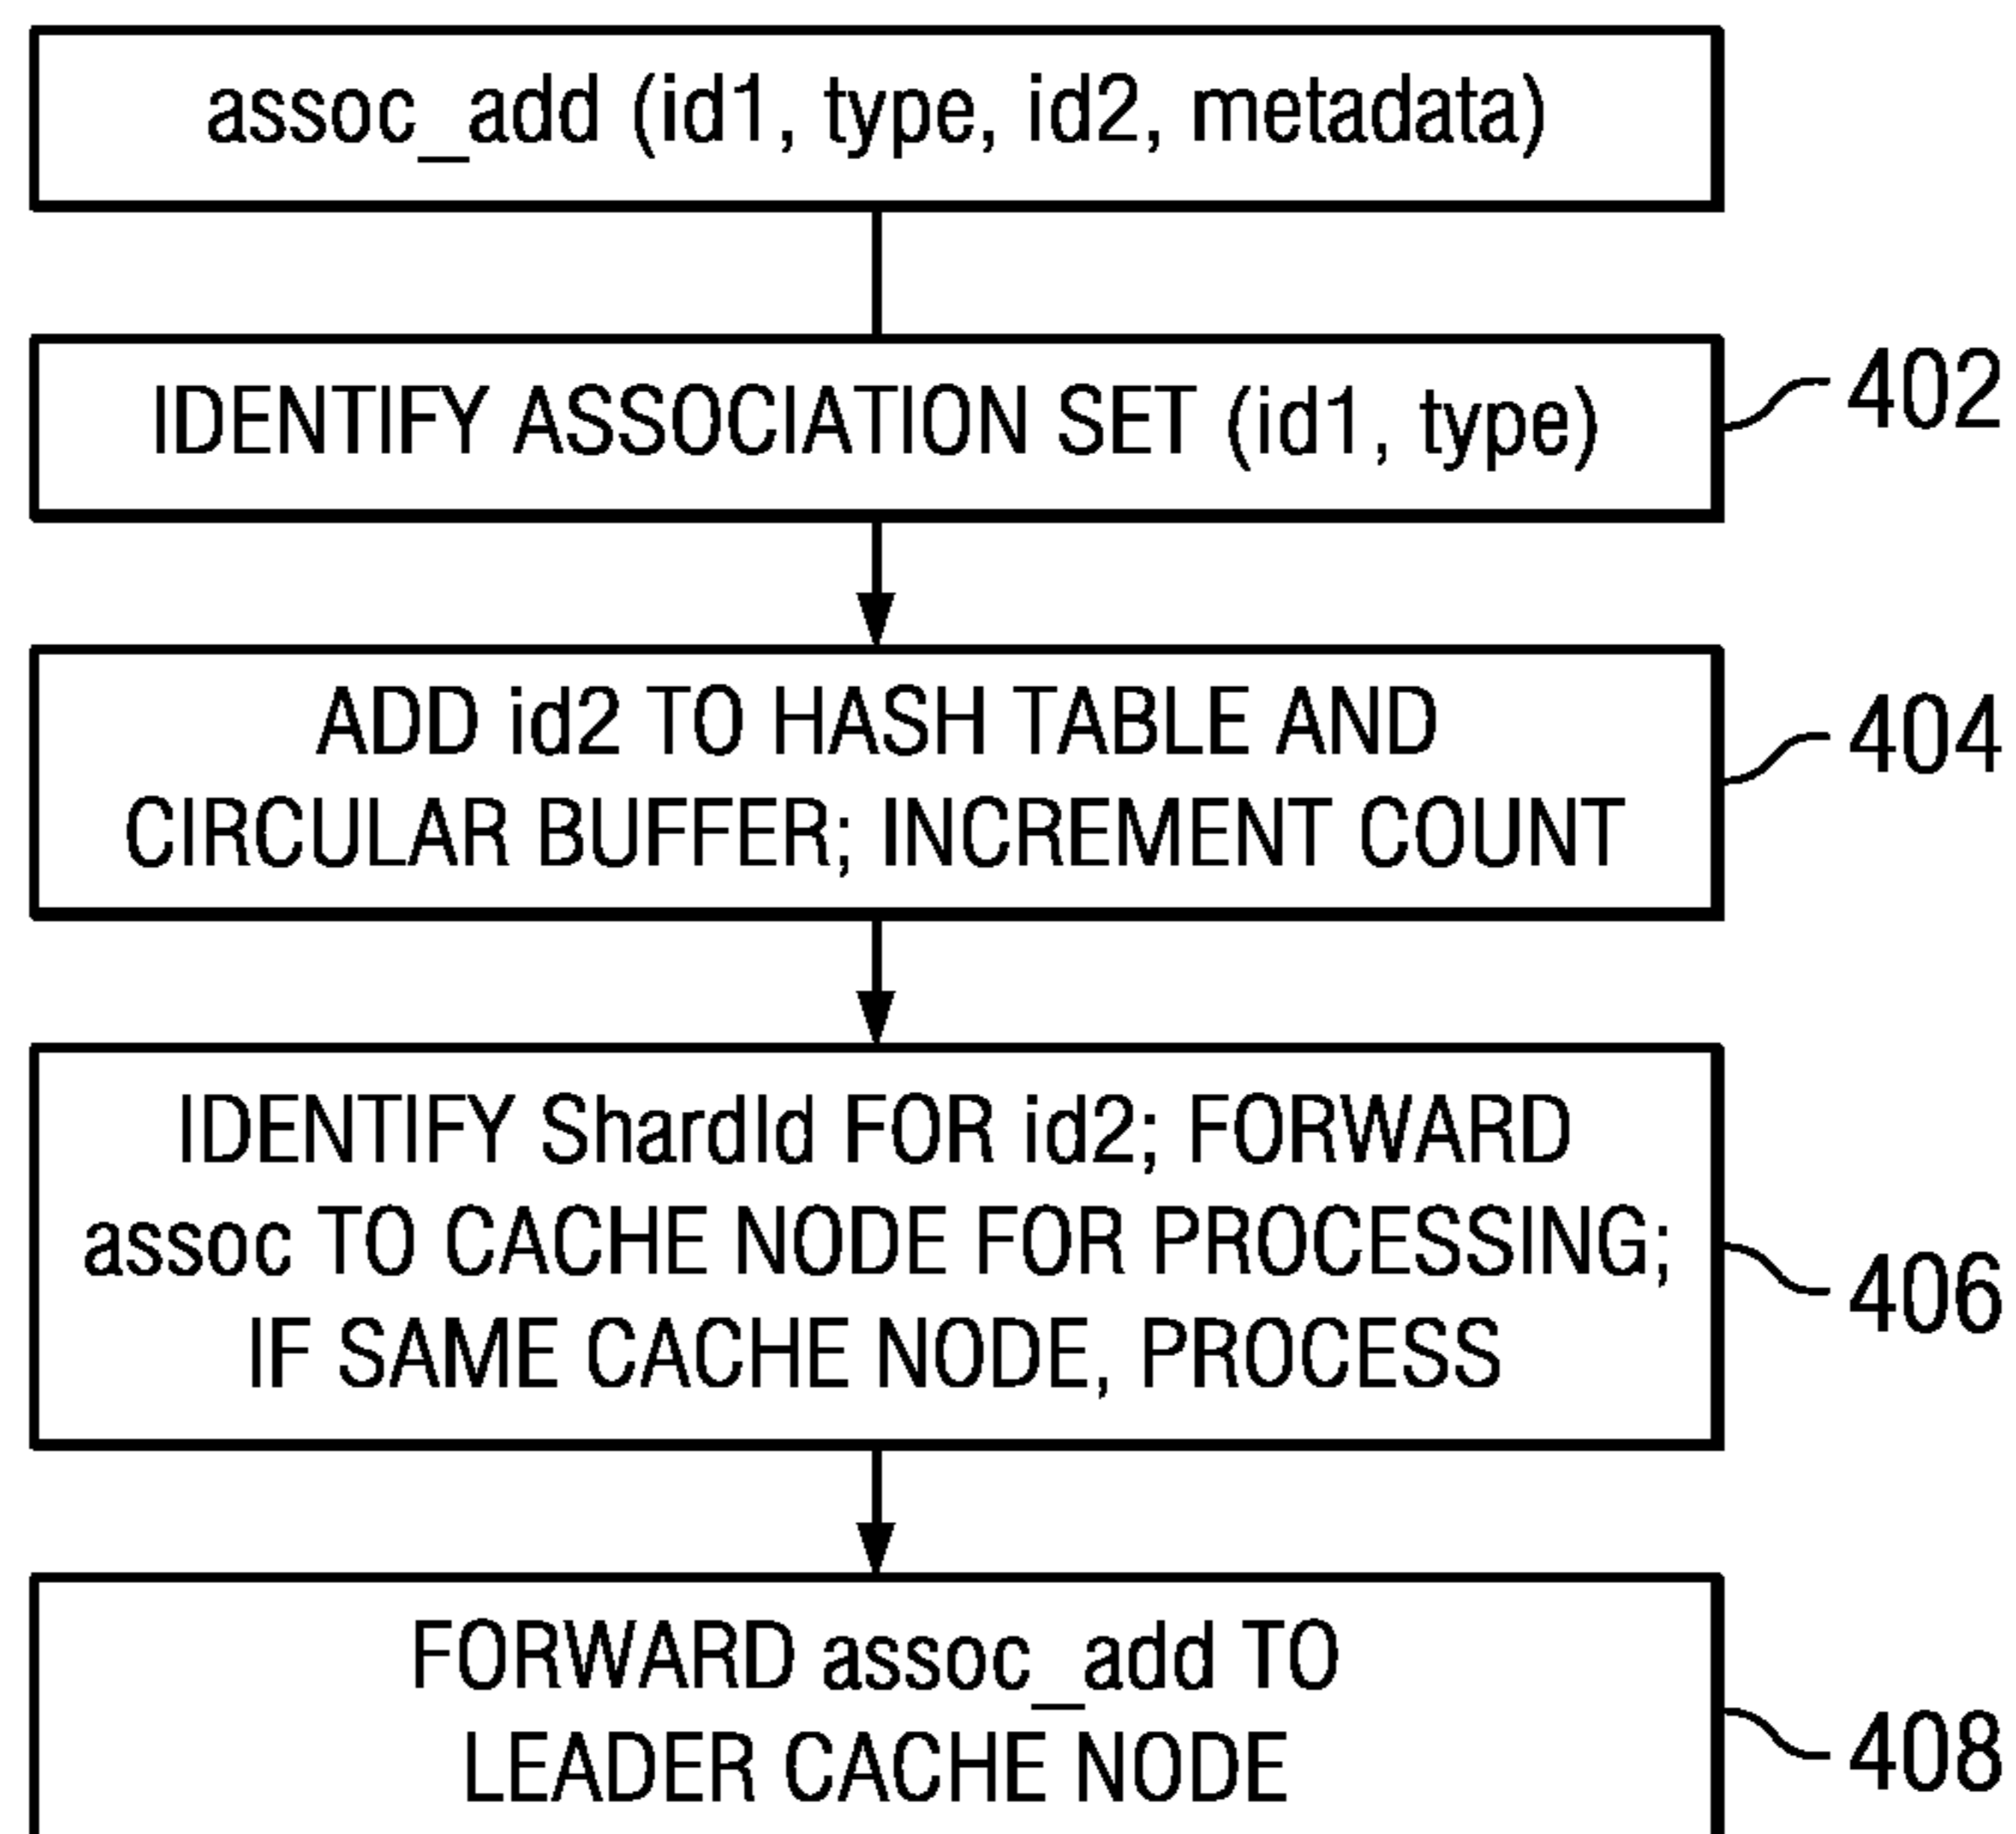 assoc_add (id1, type, id2, metadata)
IDENTIFY ASSOCIATION SET (id1, type)
402
ADD id2 TO HASH TABLE AND
CIRCULAR BUFFER; INCREMENT COUNT
404
IDENTIFY ShardId FOR id2; FORWARD
assoc TO CACHE NODE FOR PROCESSING;
IF SAME CACHE NODE, PROCESS
406
FORWARD assoc_add TO
LEADER CACHE NODE
408